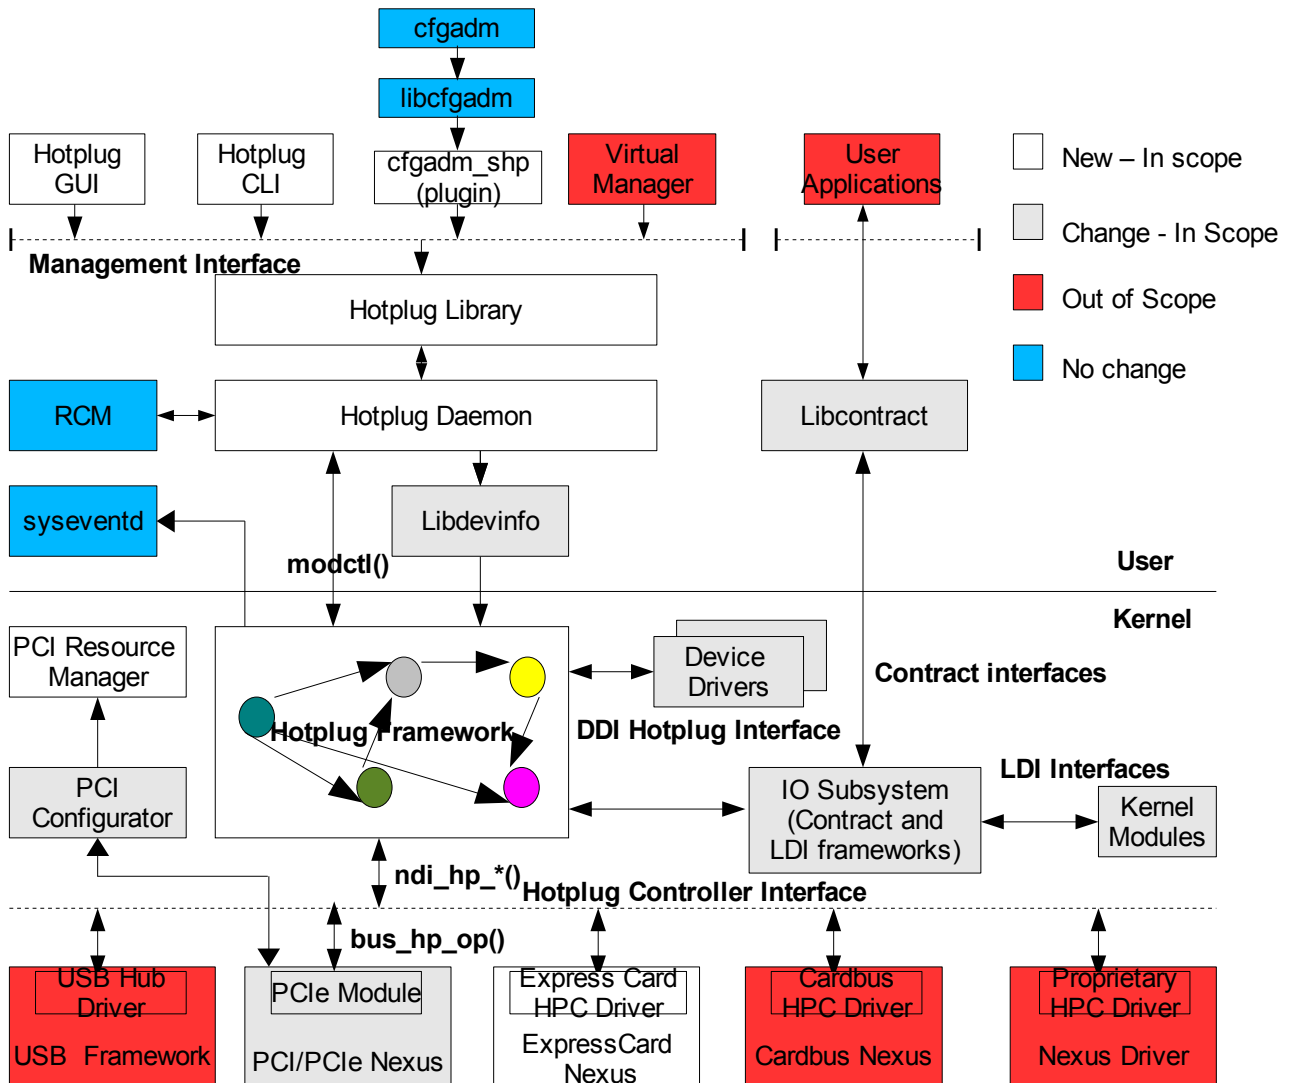 cfgadm
libcfgadm
Hotplug
GUI
Hotplug
CLI
cfgadm_shp
(plugin)
Virtual
Manager
User
Applications
New – In scope
Change - In Scope
Out of Scope
No change
Management Interface
Hotplug Library
RCM
Hotplug Daemon
Libcontract
syseventd
Libdevinfo
modctl()
User
Kernel
PCI Resource
Manager
Device
Drivers
Contract interfaces
Hotplug Framework
DDI Hotplug Interface
PCI
Configurator
IO Subsystem
(Contract and
LDI frameworks)
LDI Interfaces
Kernel
Modules
ndi_hp_*()
Hotplug Controller Interface
bus_hp_op()
USB Hub
Driver
USB Framework
PCIe Module
PCI/PCIe Nexus
Express Card
HPC Driver
ExpressCard
Nexus
Cardbus
HPC Driver
Cardbus Nexus
Proprietary
HPC Driver
Nexus Driver